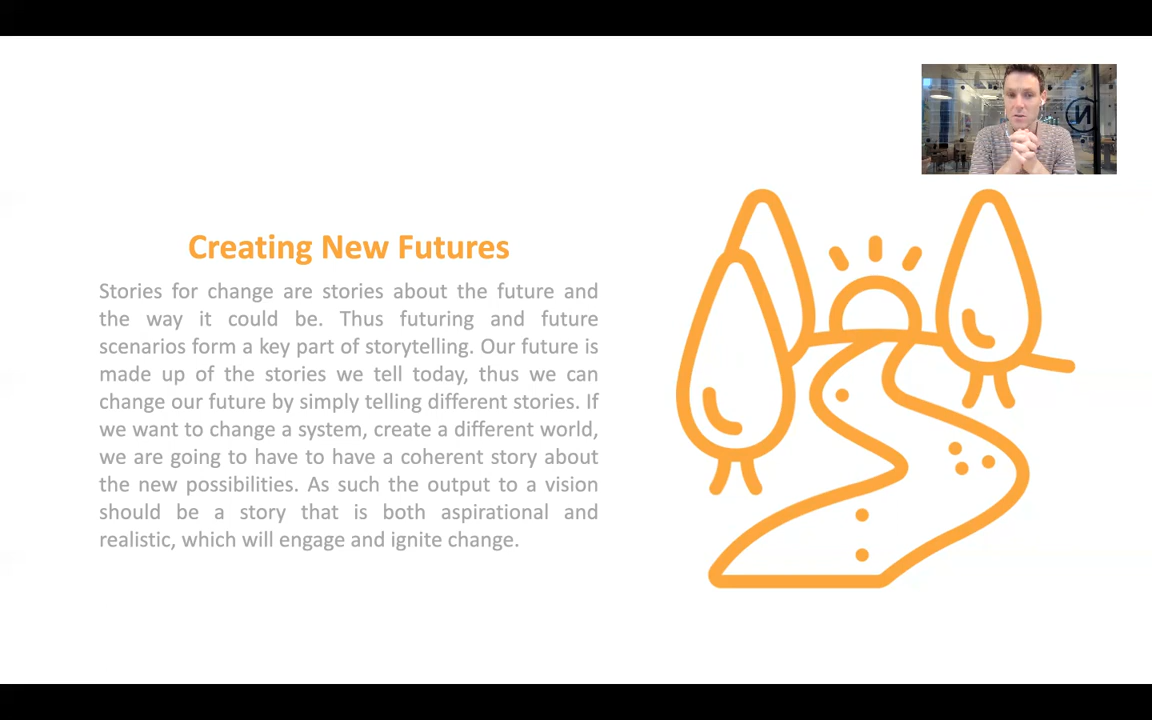 Creating New Futures
Stories for change are stories about the future and
the way it could be. Thus futuring and future
scenarios form a key part of storytelling. Our future is
made up of the stories we tell today, thus we can
change our future by simply telling different stories. If
we want to change a system, create a different world,
we are going to have to have a coherent story about
the new possibilities. As such the output to a vision
should be a story that is both aspirational and
realistic, which will engage and ignite change.